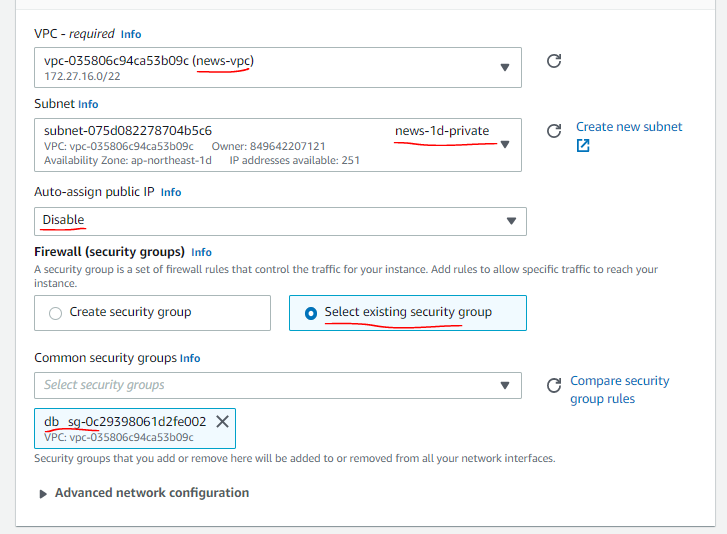 VPC - required Info
vpc-035806c94ca53b09c (news-vpc)
172.27.16.0/22
Subnet Info
subnet-075d082278704b5c6 news-1d-private
VPC: vpc-035806c94ca53b09c Owner: 849642207121
Availability Zone: ap-northeast-1d IP addresses available: 251
Create new subnet
Auto-assign public IP Info
Disable
Firewall (security groups) Info
A security group is a set of firewall rules that control the traffic for your instance. Add rules to allow specific traffic to reach your
instance.
Create security group
Select existing security group
Common security groups Info
Select security groups
Compare security
group rules
db sg-0c29398061d2fe002
VPC: vpc-035806c94ca53b09c
Security groups that you add or remove here will be added to or removed from all your network interfaces.
Advanced network configuration